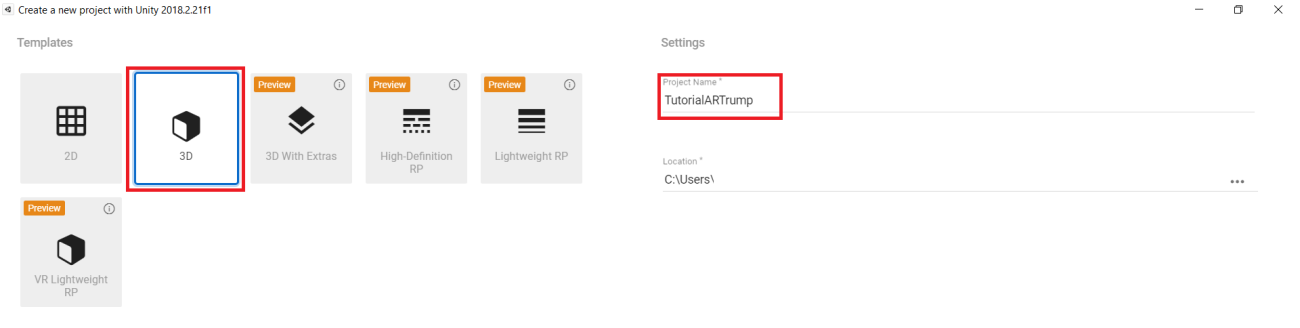 Create a new project with Unity 2018.2.21f1
Templates
Settings
2D
3D
Preview
3D With Extras
Preview
High-Definition
RP
Preview
Lightweight RP
Preview
VR Lightweight
RP
Project Name *
TutorialARTrump
Location *
C:\Users\